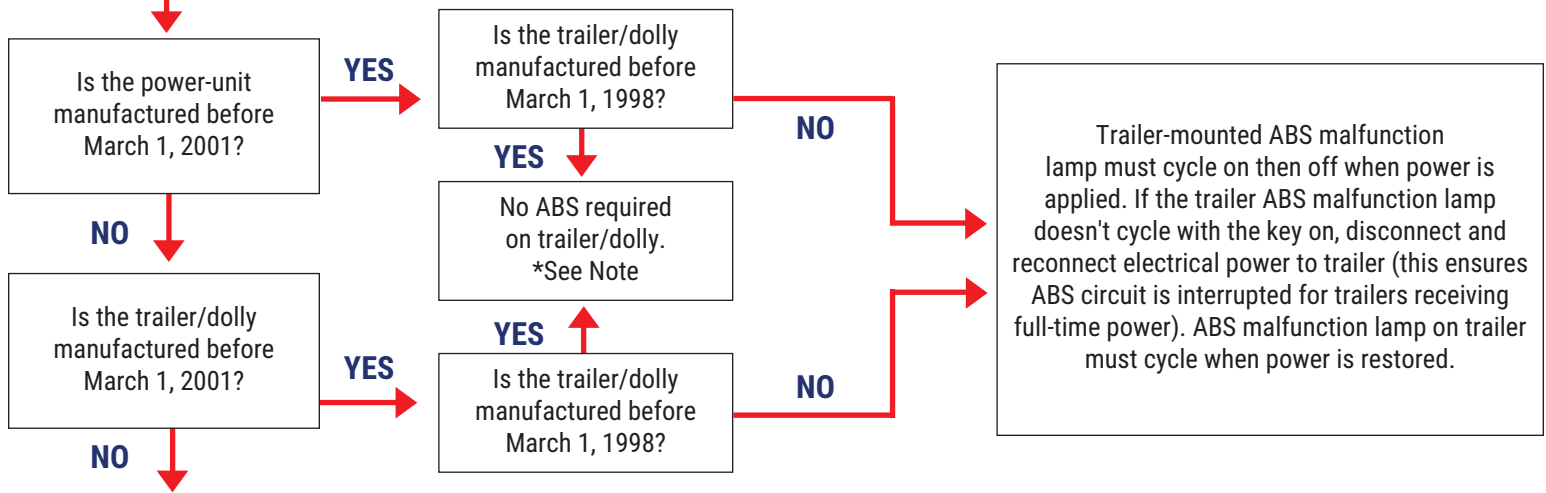 Is the power-unit
manufactured before
March 1, 2001?
YES
Is the trailer/dolly
manufactured before
March 1, 1998?
NO
YES
No ABS required
on trailer/dolly.
*See Note
NO
Is the trailer/dolly
manufactured before
March 1, 2001?
YES
Is the trailer/dolly
manufactured before
March 1, 1998?
YES
NO
NO
Trailer-mounted ABS malfunction
lamp must cycle on then off when power is
applied. If the trailer ABS malfunction lamp
doesn't cycle with the key on, disconnect and
reconnect electrical power to trailer (this ensures
ABS circuit is interrupted for trailers receiving
full-time power). ABS malfunction lamp on trailer
must cycle when power is restored.